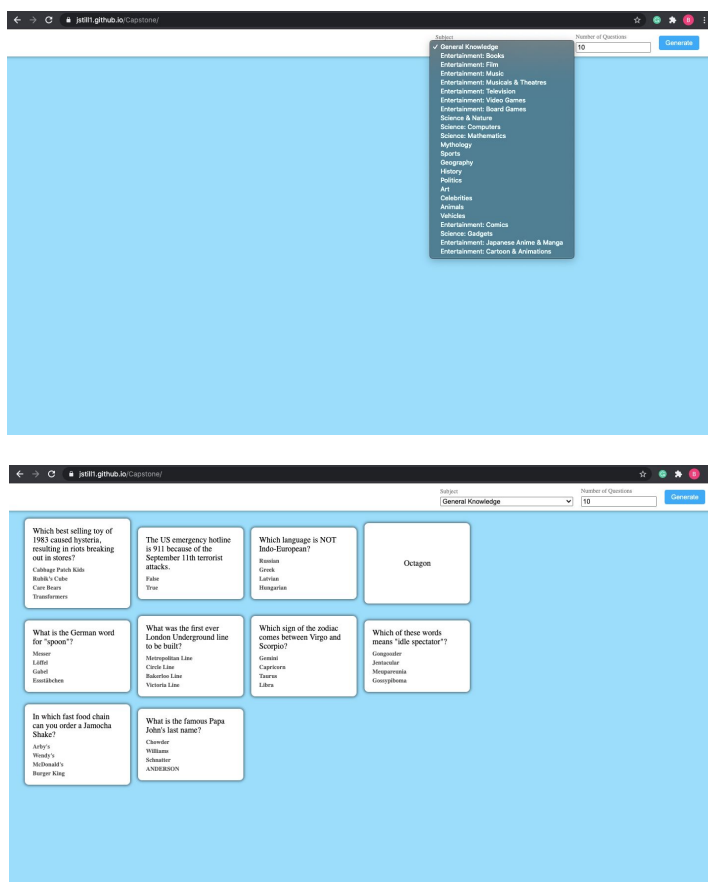 jstill1.github.io/Capstone/
Subject
Number of Questions
✓ General Knowledge
10
Generate
Entertainment: Books
Entertainment: Film
Entertainment: Music
Entertainment: Musicals & Theatres
Entertainment: Television
Entertainment: Video Games
Entertainment: Board Games
Science & Nature
Science: Computers
Science: Mathematics
Mythology
Sports
Geography
History
Politics
Art
Celebrities
Animals
Vehicles
Entertainment: Comics
Science: Gadgets
Entertainment: Japanese Anime & Manga
Entertainment: Cartoon & Animations
jstill1.github.io/Capstone/
Subject
Number of Questions
General Knowledge
10
Generate
Which best selling toy of
1983 caused hysteria,
resulting in riots breaking
out in stores?
Cabbage Patch Kids
Rubik's Cube
Care Bears
Transformers
The US emergency hotline
is 911 because of the
September 11th terrorist
attacks.
False
True
Which language is NOT
Indo-European?
Russian
Greek
Latvian
Hungarian
Octagon
What is the German word
for "spoon"?
Messer
Löffel
Gabel
Essstäbchen
What was the first ever
London Underground line
to be built?
Metropolitan Line
Circle Line
Bakerloo Line
Victoria Line
Which sign of the zodiac
comes between Virgo and
Scorpio?
Gemini
Capricorn
Taurus
Libra
Which of these words
means "idle spectator"?
Gongoozler
Jentacular
Meupareunia
Gossypiboma
In which fast food chain
can you order a Jamocha
Shake?
Arby's
Wendy's
McDonald's
Burger King
What is the famous Papa
John's last name?
Chowder
Williams
Schnatter
ANDERSON